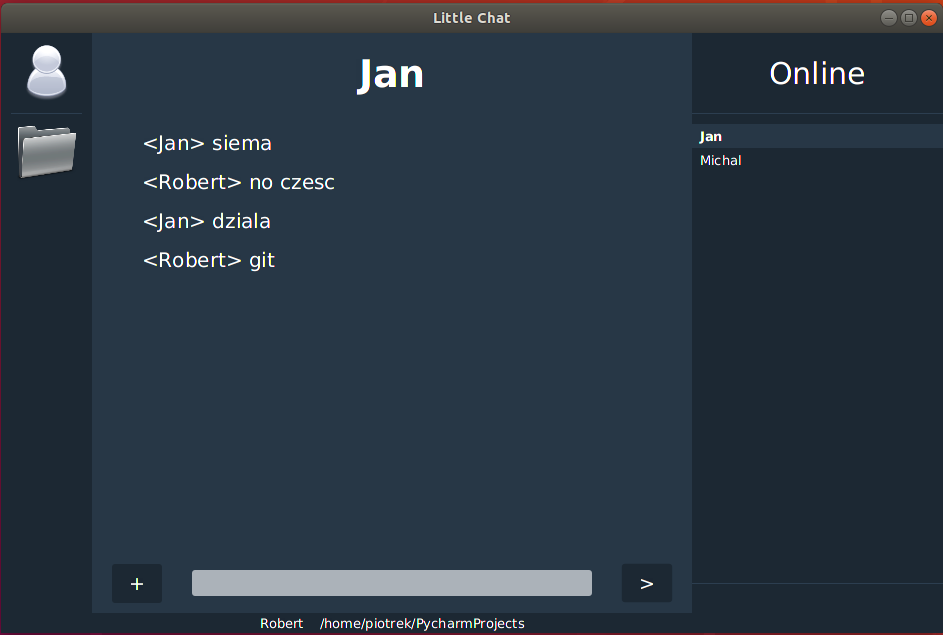 Little Chat
Jan
<Jan> siema
<Robert> no czesc
<Jan> dziala
<Robert> git
+
>
Online
Jan
Michal
Robert /home/piotrek/PycharmProjects